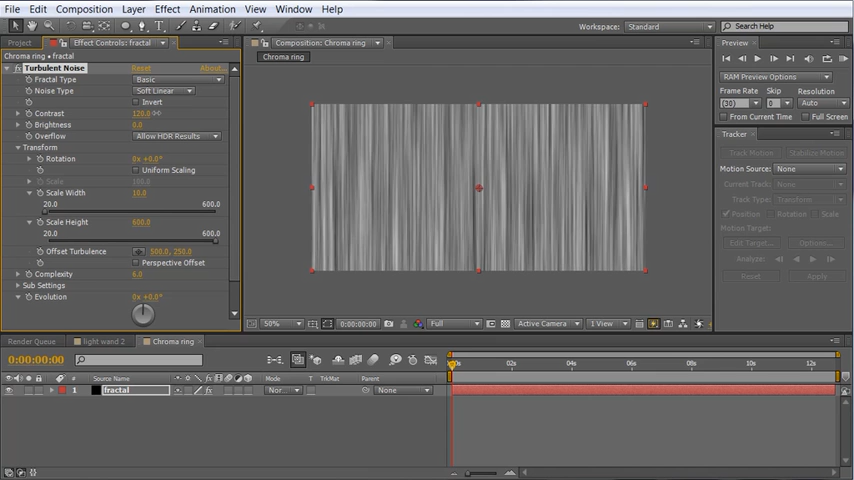 File Edit Composition Layer Effect Animation View Window Help
Workspace: Standard Search Help
Project Effect Controls: fractal Composition: Chroma ring Preview
Chroma ring • fractal Chroma ring
Turbulent Noise Reset About...
Fractal Type Basic
Noise Type Soft Linear RAM Preview Options
Invert Frame Rate Skip Resolution
Contrast 120.0 (30) 0 Auto
Brightness 0.0 From Current Time Full Screen
Overflow Allow HDR Results Tracker
Transform
Rotation 0x +0.0° Track Motion Stabilize Motion
Uniform Scaling Motion Source: None
Scale 100.0 Current Track: None
Scale Width 10.0 Track Type: Transform
20.0 600.0 Position Rotation Scale
Scale Height 600.0 Motion Target:
20.0 600.0 Edit Target... Options...
Offset Turbulence 500.0, 250.0 Analyze:
Perspective Offset Reset Apply
Complexity 6.0
Sub Settings
Evolution 0x +0.0°
50% 0:00:00:00 Full Active Camera 1 View
Render Queue light wand 2 Chroma ring
0:00:00:00 02s 04s 06s 08s 10s 12s
# Source Name Mode T TrkMat Parent
1 fractal Nor... None